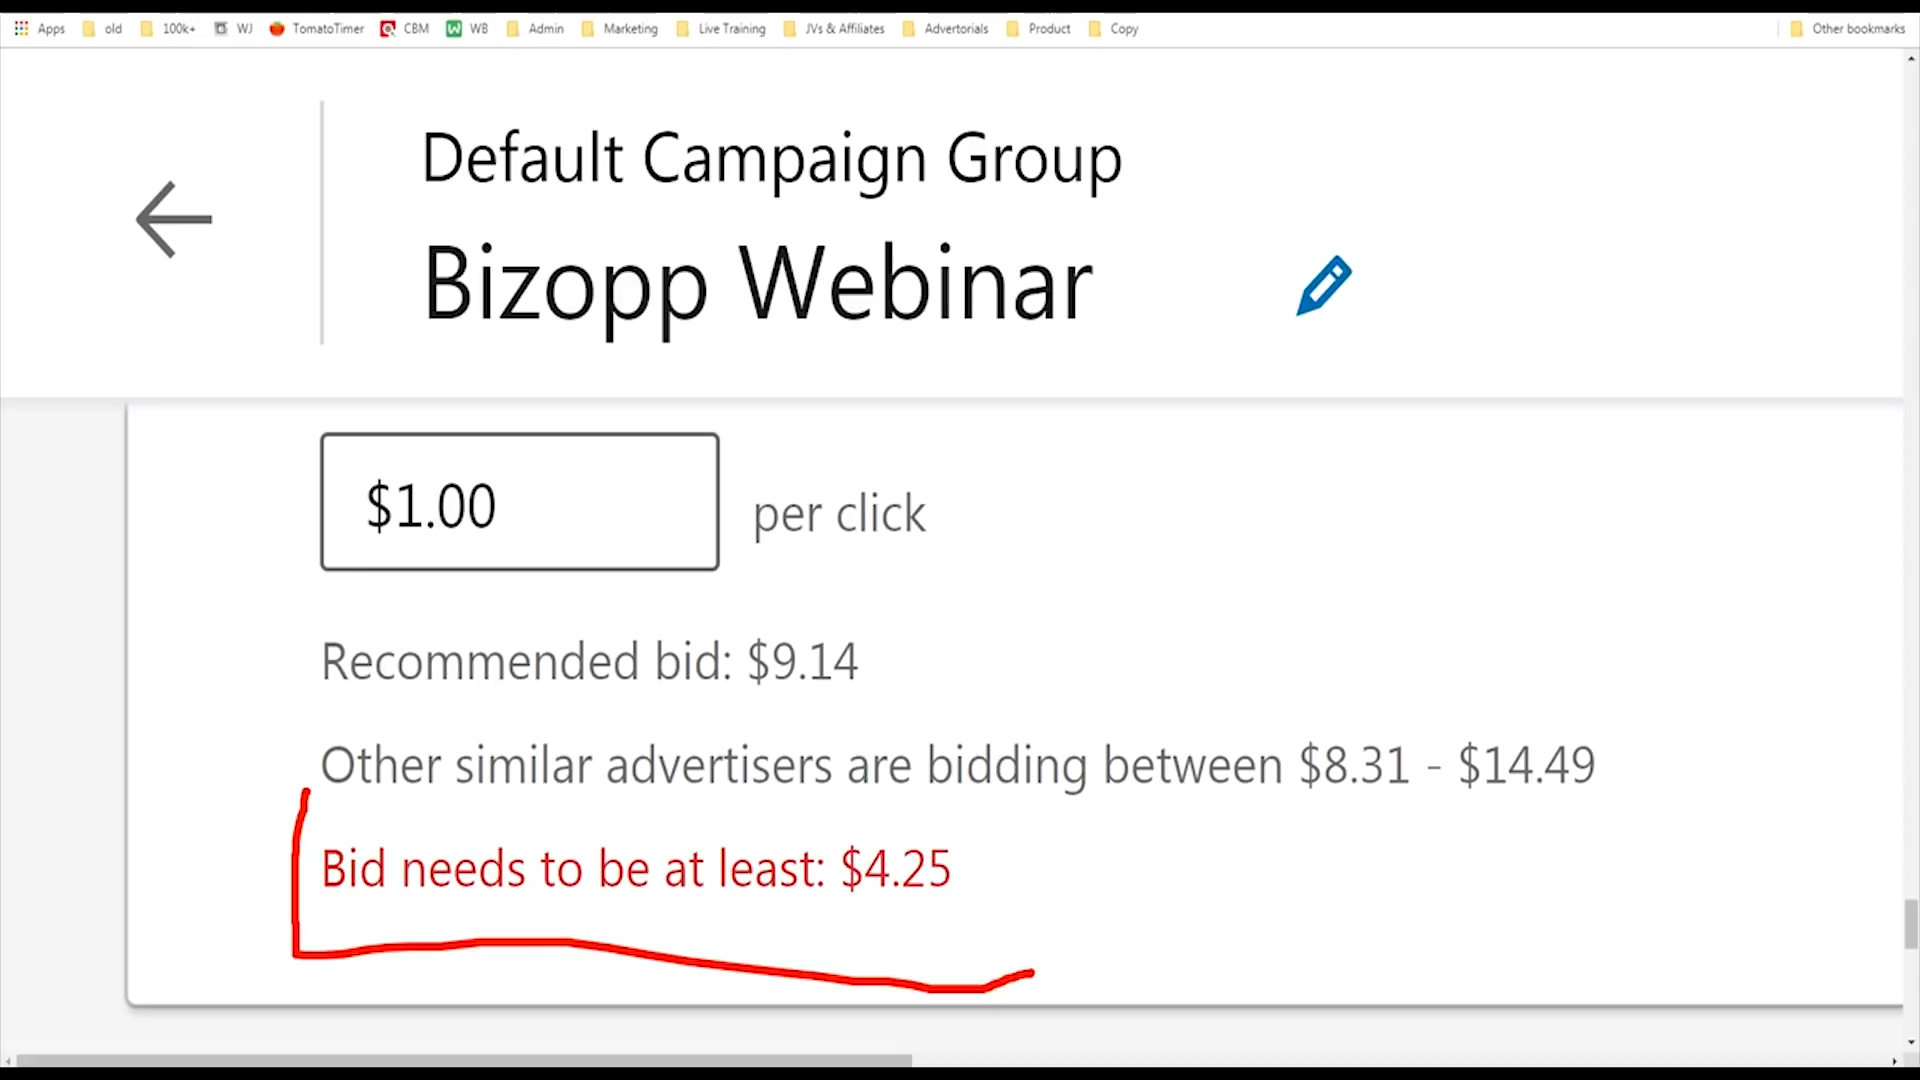 Apps old 100k+ WJ TomatoTimer CBM WB Admin Marketing Live Training JVs & Affiliates Advertorials Product Copy Other bookmarks
Default Campaign Group
Bizopp Webinar
$1.00 per click
Recommended bid: $9.14
Other similar advertisers are bidding between $8.31 - $14.49
Bid needs to be at least: $4.25